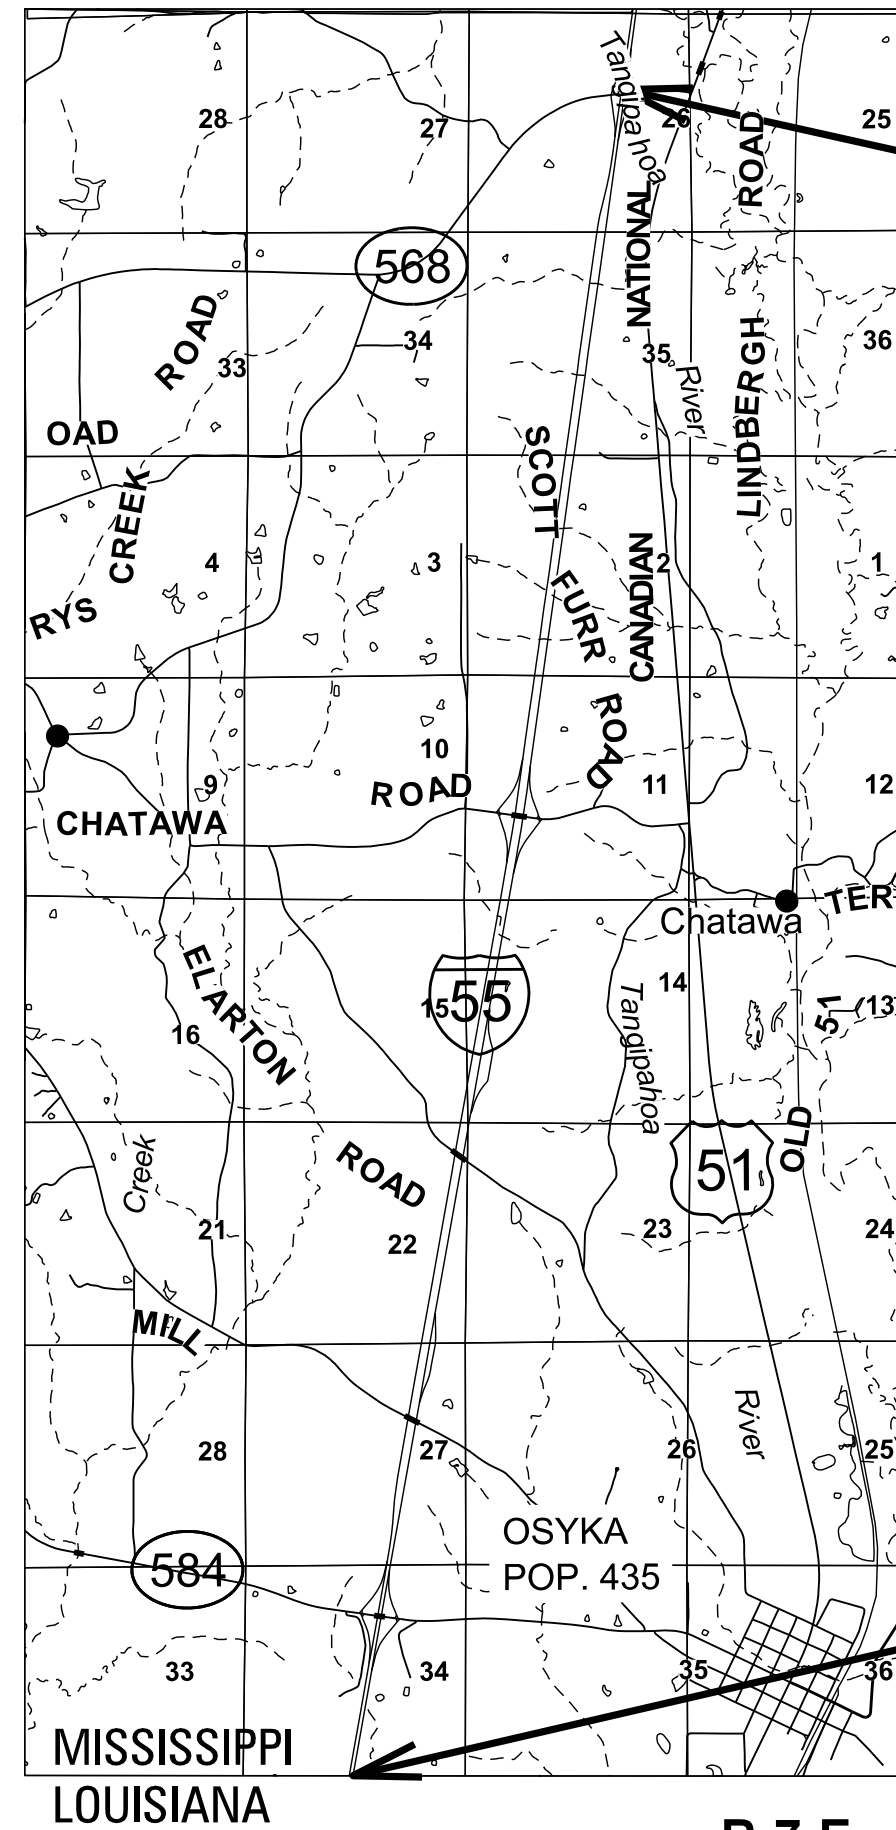 Tangipahoa
28
27
26
25
ROAD
NATIONAL
568
ROAD
33
34
35
36
River
LINDBERGH
OAD
SCOTT
CREEK
4
3
CANADIAN
2
1
RYS
FURR
10
ROAD
9
ROAD
11
12
CHATAWA
Chatawa
TER
ELARTON
14
15
55
Tangipahoa
51
13
16
Creek
OLD
ROAD
51
21
22
23
24
MILL
River
28
27
26
25
OSYKA
POP. 435
584
33
34
35
36
MISSISSIPPI
LOUISIANA